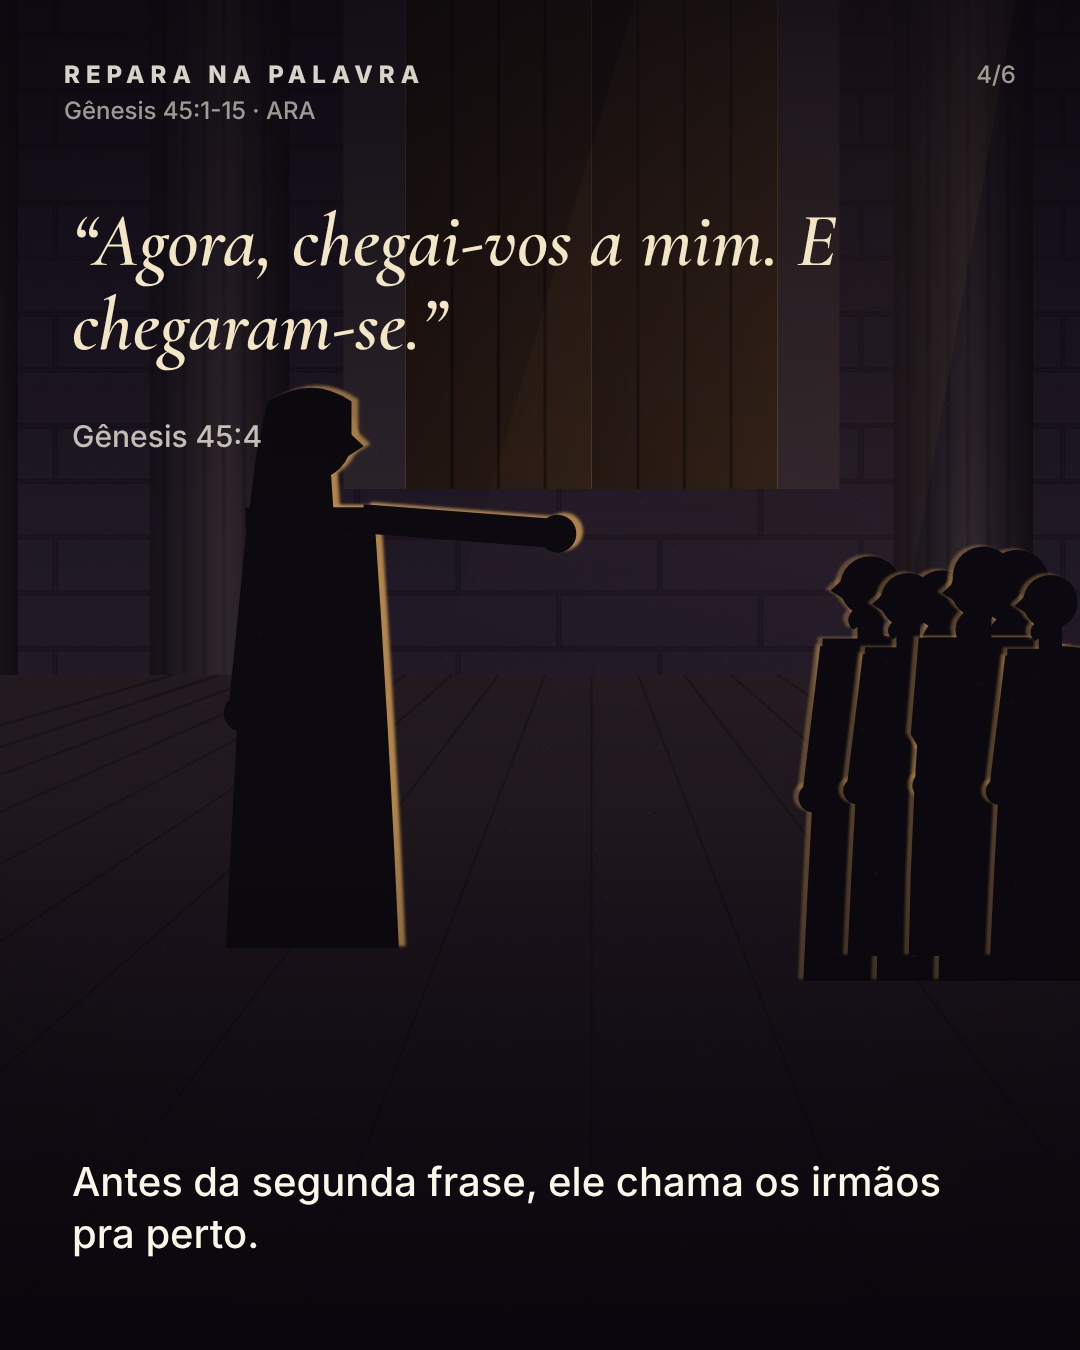 REPARA NA PALAVRA
4/6
Gênesis 45:1-15 · ARA
“Agora, chegai-vos a mim. E
chegaram-se.”
Gênesis 45:4
Antes da segunda frase, ele chama os irmãos
pra perto.